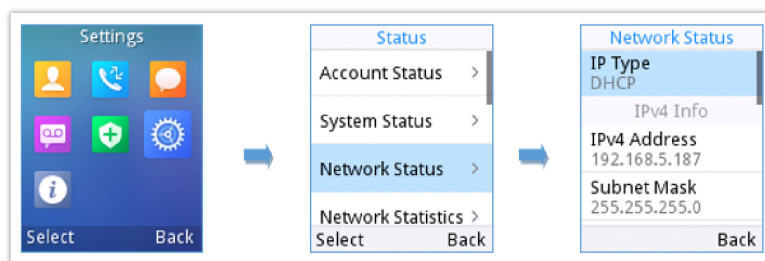 Settings
Select Back
Status
Account Status
System Status
Network Status
Network Statistics
Select Back
Network Status
IP Type
DHCP
IPv4 Info
IPv4 Address
192.168.5.187
Subnet Mask
255.255.255.0
Back